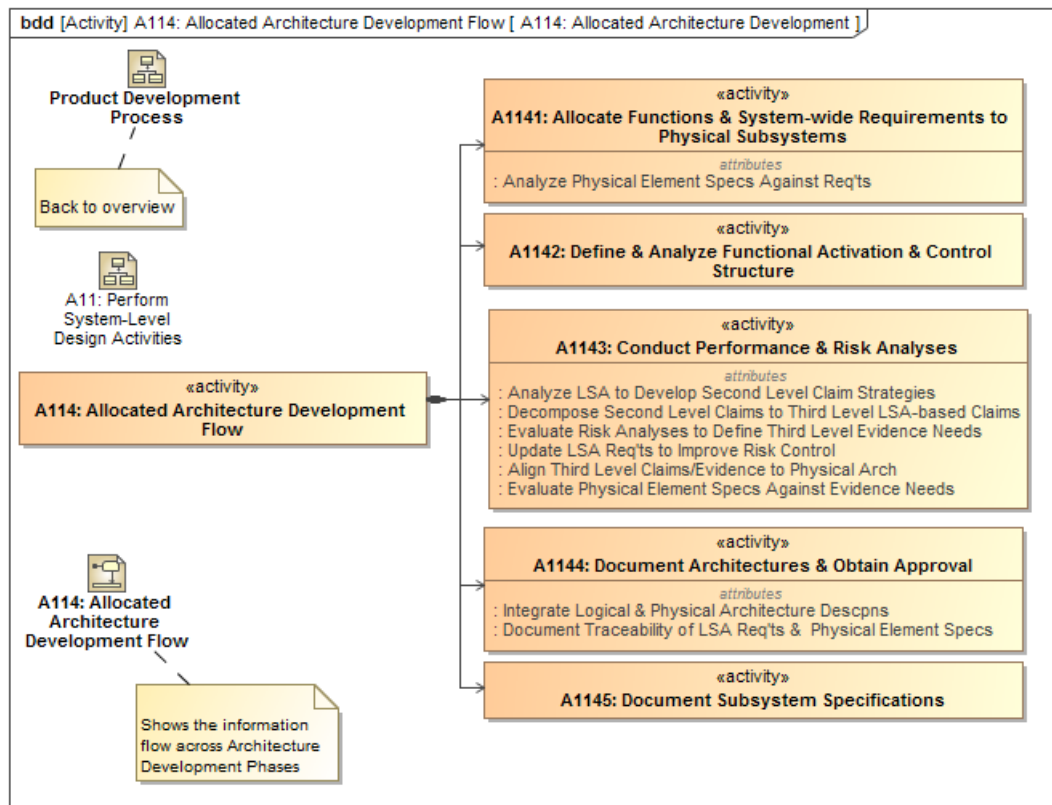 bdd [Activity] A114: Allocated Architecture Development Flow [ A114: Allocated Architecture Development ]
Product Development
Process
Back to overview
A11: Perform
System-Level
Design Activities
«activity»
A114: Allocated Architecture Development
Flow
A114: Allocated
Architecture
Development Flow
Shows the information
flow across Architecture
Development Phases
«activity»
A1141: Allocate Functions & System-wide Requirements to
Physical Subsystems
attributes
: Analyze Physical Element Specs Against Req'ts
«activity»
A1142: Define & Analyze Functional Activation & Control
Structure
«activity»
A1143: Conduct Performance & Risk Analyses
attributes
: Analyze LSA to Develop Second Level Claim Strategies
: Decompose Second Level Claims to Third Level LSA-based Claims
: Evaluate Risk Analyses to Define Third Level Evidence Needs
: Update LSA Req'ts to Improve Risk Control
: Align Third Level Claims/Evidence to Physical Arch
: Evaluate Physical Element Specs Against Evidence Needs
«activity»
A1144: Document Architectures & Obtain Approval
attributes
: Integrate Logical & Physical Architecture Descpns
: Document Traceability of LSA Req'ts & Physical Element Specs
«activity»
A1145: Document Subsystem Specifications